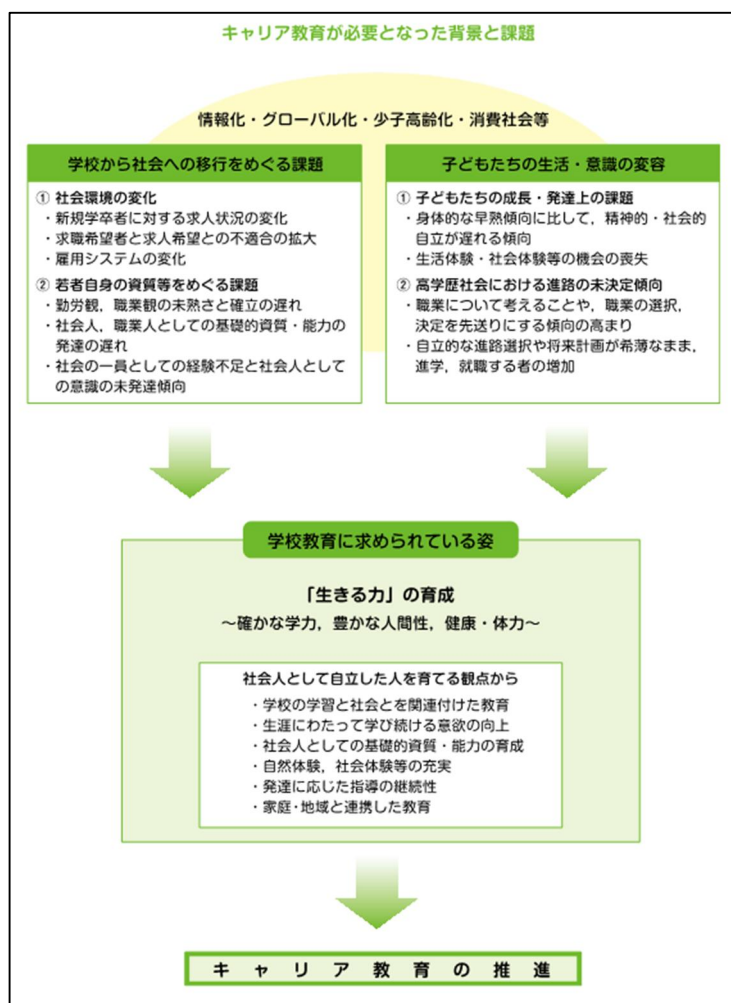 キャリア教育が必要となった背景と課題
情報化・グローバル化・少子高齢化・消費社会等
学校から社会への移行をめぐる課題
① 社会環境の変化
・新規学卒者に対する求人状況の変化
・求職希望者と求人希望との不適合の拡大
・雇用システムの変化
② 若者自身の資質等をめぐる課題
・勤労観，職業観の未熟さと確立の遅れ
・社会人，職業人としての基礎的資質・能力の
発達の遅れ
・社会の一員としての経験不足と社会人として
の意識の未発達傾向
子どもたちの生活・意識の変容
① 子どもたちの成長・発達上の課題
・身体的な早熟傾向に比して，精神的・社会的
自立が遅れる傾向
・生活体験・社会体験等の機会の喪失
② 高学歴社会における進路の未決定傾向
・職業について考えることや，職業の選択，
決定を先送りにする傾向の高まり
・自立的な進路選択や将来計画が希薄なまま，
進学，就職する者の増加
学校教育に求められている姿
「生きる力」の育成
～確かな学力，豊かな人間性，健康・体力～
社会人として自立した人を育てる観点から
・学校の学習と社会とを関連付けた教育
・生涯にわたって学び続ける意欲の向上
・社会人としての基礎的資質・能力の育成
・自然体験，社会体験等の充実
・発達に応じた指導の継続性
・家庭・地域と連携した教育
キャリア教育の推進